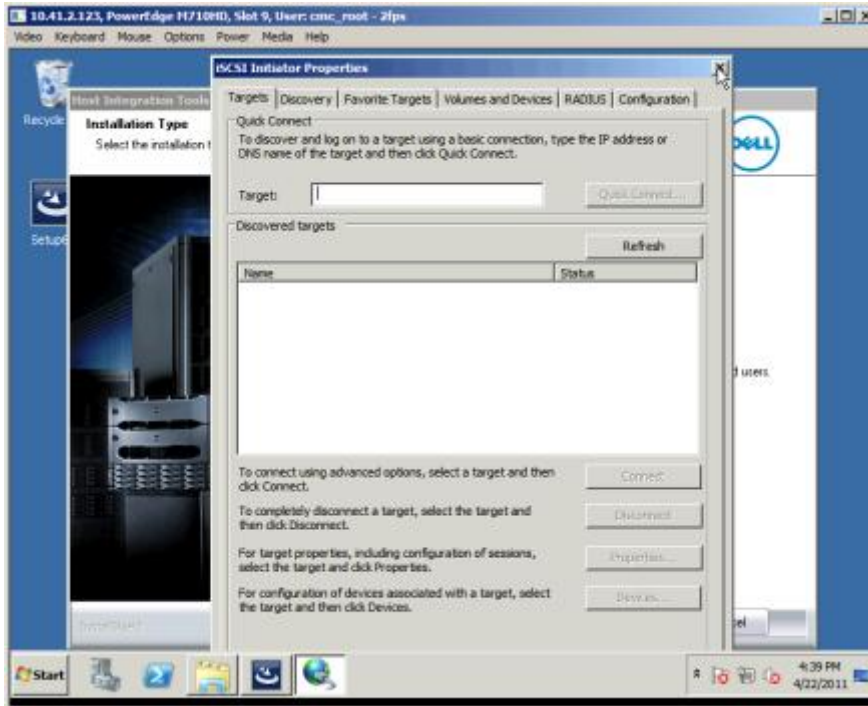 10.41.2.123, PowerEdge M710HD, Slot 9, User: cmc_root - 2fps
Video Keyboard Mouse Options Power Media Help
iSCSI Initiator Properties
Host Integration Tools
Recycle
Installation Type
Select the installation
Targets Discovery Favorite Targets Volumes and Devices RADIUS Configuration
Quick Connect
To discover and log on to a target using a basic connection, type the IP address or
DNS name of the target and then click Quick Connect.
DELL
Target:
Quick Connect...
Discovered targets
Refresh
Name Status
users.
To connect using advanced options, select a target and then
click Connect.
Connect
To completely disconnect a target, select the target and
then click Disconnect.
Disconnect
For target properties, including configuration of sessions,
select the target and click Properties.
Properties...
For configuration of devices associated with a target, select
the target and then click Devices.
Devices...
InstallShield
Start
4:39 PM
4/22/2011